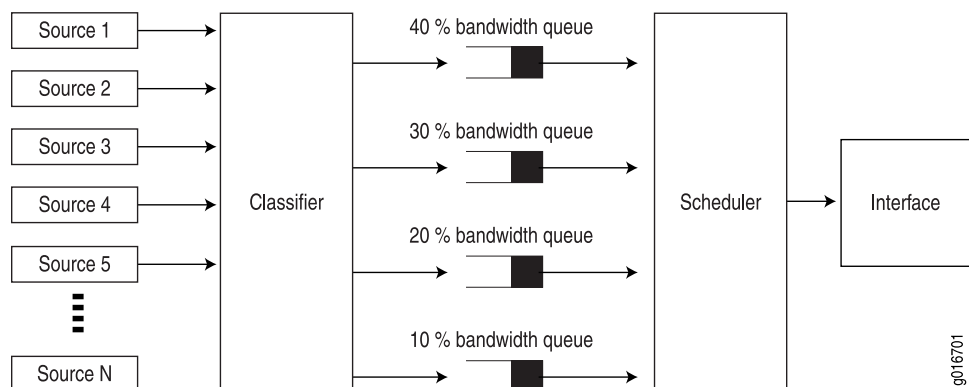 Source 1
Source 2
Source 3
Source 4
Source 5
Source N
Classifier
40 % bandwidth queue
30 % bandwidth queue
20 % bandwidth queue
10 % bandwidth queue
Scheduler
Interface
g016701